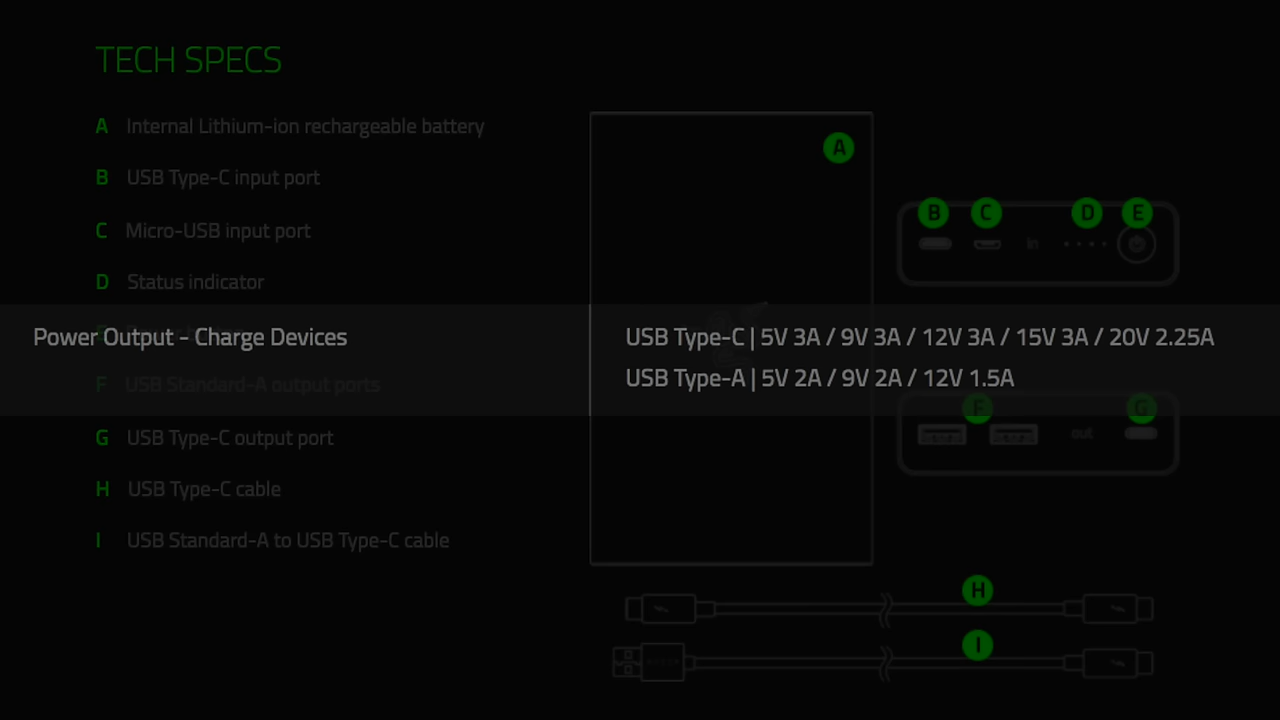 TECH SPECS
A Internal Lithium-ion rechargeable battery
B USB Type-C input port
C Micro-USB input port
D Status indicator
Power Output - Charge Devices
USB Type-C | 5V 3A / 9V 3A / 12V 3A / 15V 3A / 20V 2.25A
USB Type-A | 5V 2A / 9V 2A / 12V 1.5A
F USB Standard-A output ports
G USB Type-C output port
H USB Type-C cable
I USB Standard-A to USB Type-C cable
A
B C D E
in
F G
out
H
I